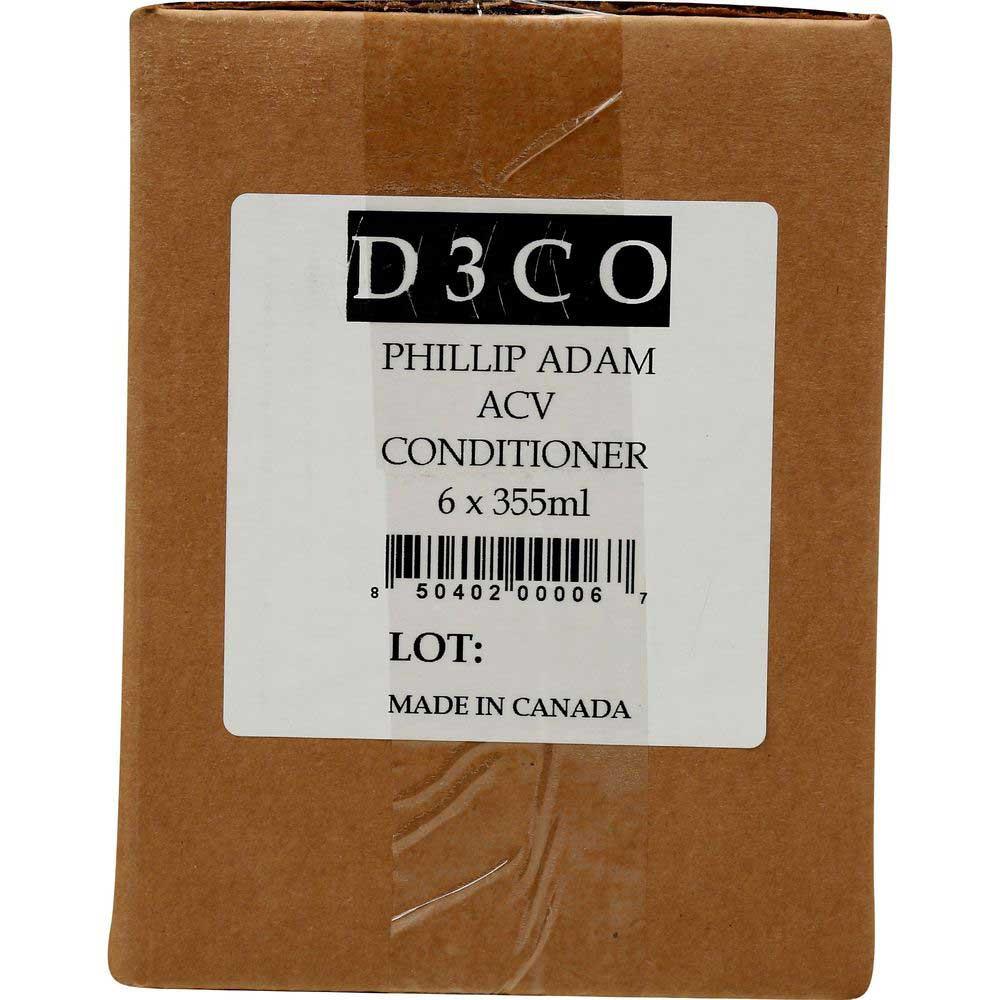 D3CO
PHILLIP ADAM
ACV
CONDITIONER
6 x 355ml
8 50402 00006 7
LOT:
MADE IN CANADA